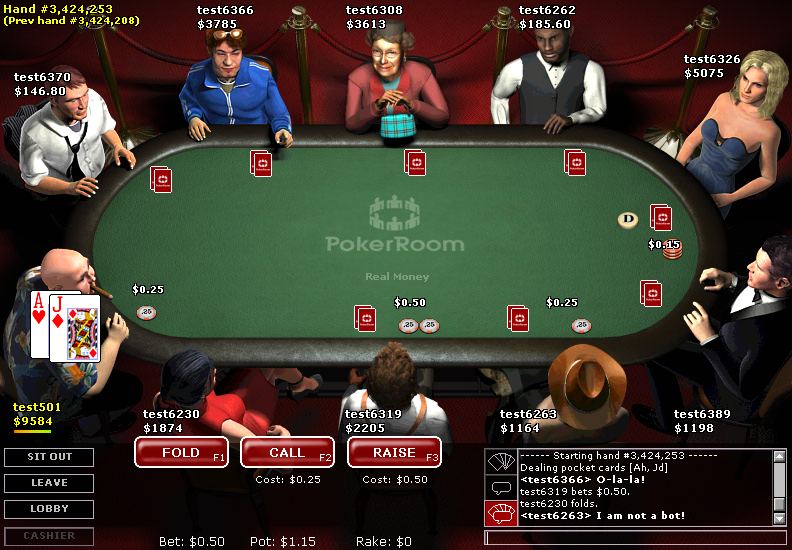 Hand #3,424,253
(Prev hand #3,424,208)
test6366
$3785
test6308
$3613
test6262
$185.60
test6326
$5075
test6370
$146.80
D
$0.15
PokerRoom
Real Money
$0.25
$0.50
$0.25
.25
.25
.25
.25
A
J
test501
$9584
test6230
$1874
test6319
$2205
test6263
$1164
test6389
$1198
FOLD F1
CALL F2
RAISE F3
Cost: $0.25
Cost: $0.50
SIT OUT
LEAVE
LOBBY
CASHIER
Bet: $0.50 Pot: $1.15 Rake: $0
------ Starting hand #3,424,253 ------
Dealing pocket cards [Ah, Jd]
<test6366> O-la-la!
test6319 bets $0.50.
test6230 folds.
<test6263> I am not a bot!